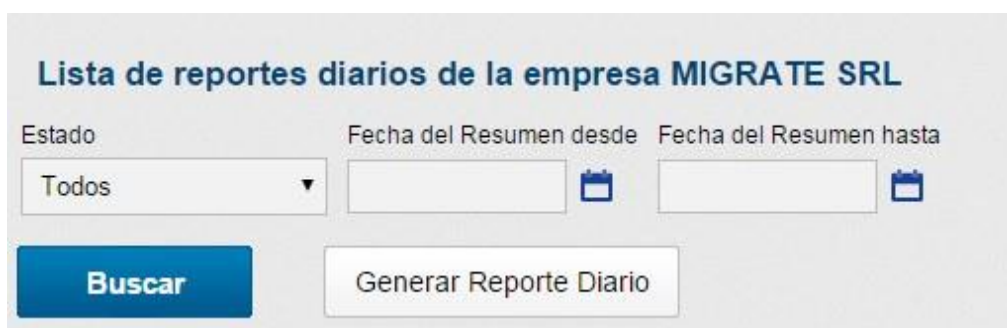 Lista de reportes diarios de la empresa MIGRATE SRL
Estado Fecha del Resumen desde Fecha del Resumen hasta
Todos
Buscar Generar Reporte Diario